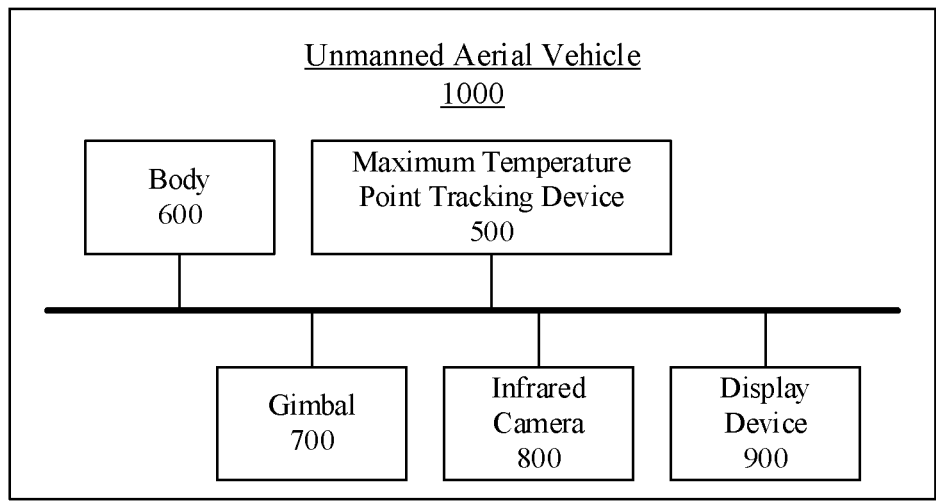 Unmanned Aerial Vehicle
1000
Body
600
Maximum Temperature
Point Tracking Device
500
Gimbal
700
Infrared
Camera
800
Display
Device
900